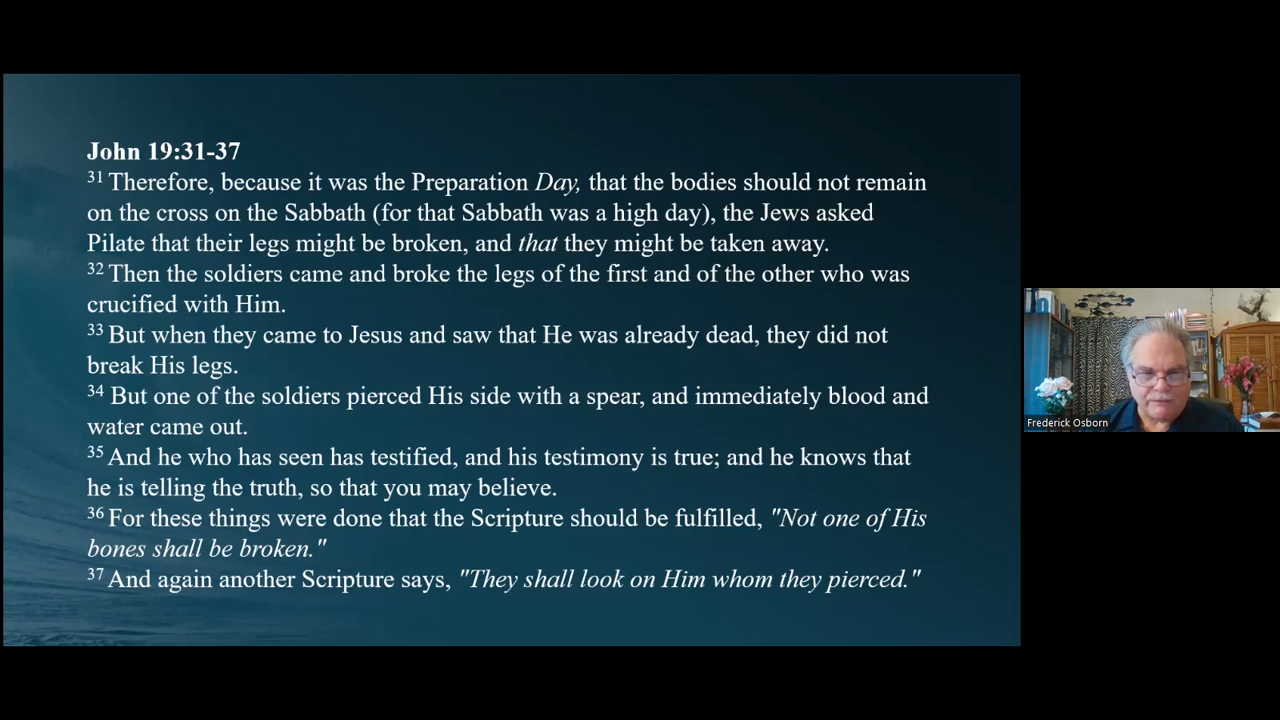 John 19:31-37
31 Therefore, because it was the Preparation Day, that the bodies should not remain
on the cross on the Sabbath (for that Sabbath was a high day), the Jews asked
Pilate that their legs might be broken, and that they might be taken away.
32 Then the soldiers came and broke the legs of the first and of the other who was
crucified with Him.
33 But when they came to Jesus and saw that He was already dead, they did not
break His legs.
34 But one of the soldiers pierced His side with a spear, and immediately blood and
water came out.
35 And he who has seen has testified, and his testimony is true; and he knows that
he is telling the truth, so that you may believe.
36 For these things were done that the Scripture should be fulfilled, "Not one of His
bones shall be broken."
37 And again another Scripture says, "They shall look on Him whom they pierced."
Frederick Osborn